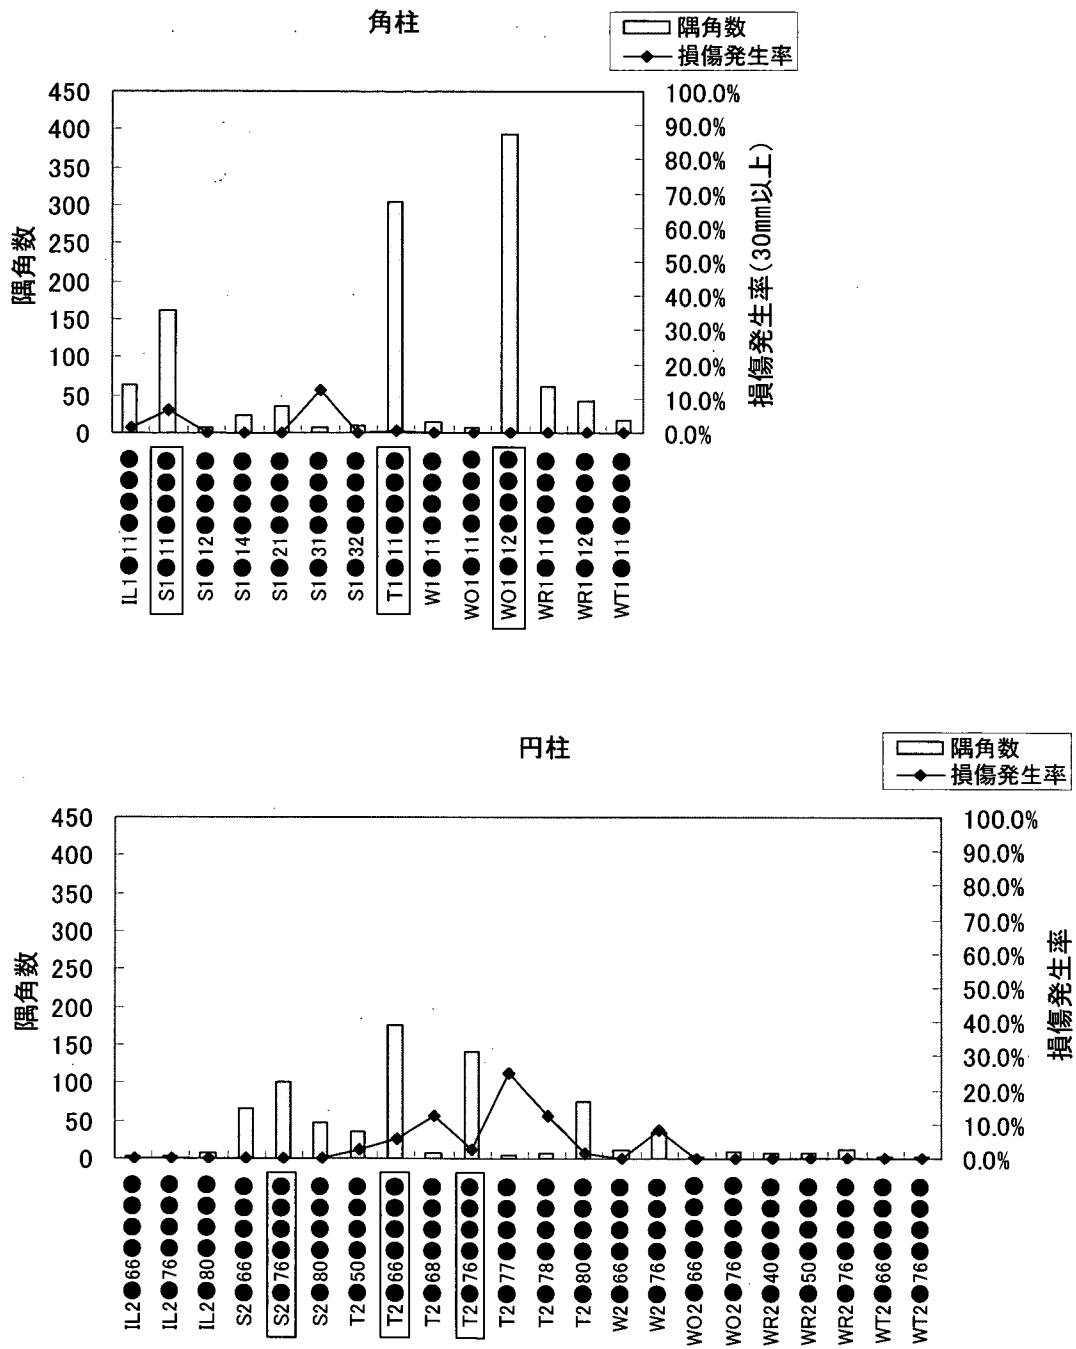 角柱
隅角数
損傷発生率
450
400
350
300
250
200
150
100
50
0
隅角数
100.0%
90.0%
80.0%
70.0%
60.0%
50.0%
40.0%
30.0%
20.0%
10.0%
0.0%
損傷発生率(30mm以上)
IL1●11●●●●
S1●11●●●●
S1●12●●●●
S1●14●●●●
S1●21●●●●
S1●31●●●●
S1●32●●●●
T1●11●●●●
W1●11●●●●
WO1●11●●●●
WO1●12●●●●
WR1●11●●●●
WR1●12●●●●
WT1●11●●●●
円柱
隅角数
損傷発生率
450
400
350
300
250
200
150
100
50
0
隅角数
100.0%
90.0%
80.0%
70.0%
60.0%
50.0%
40.0%
30.0%
20.0%
10.0%
0.0%
損傷発生率
IL2●66●●●●
IL2●76●●●●
IL2●80●●●●
S2●66●●●●
S2●76●●●●
S2●80●●●●
T2●50●●●●
T2●66●●●●
T2●68●●●●
T2●76●●●●
T2●77●●●●
T2●78●●●●
T2●80●●●●
W2●66●●●●
W2●76●●●●
WO2●66●●●●
WO2●76●●●●
WR2●40●●●●
WR2●50●●●●
WR2●76●●●●
WT2●66●●●●
WT2●76●●●●